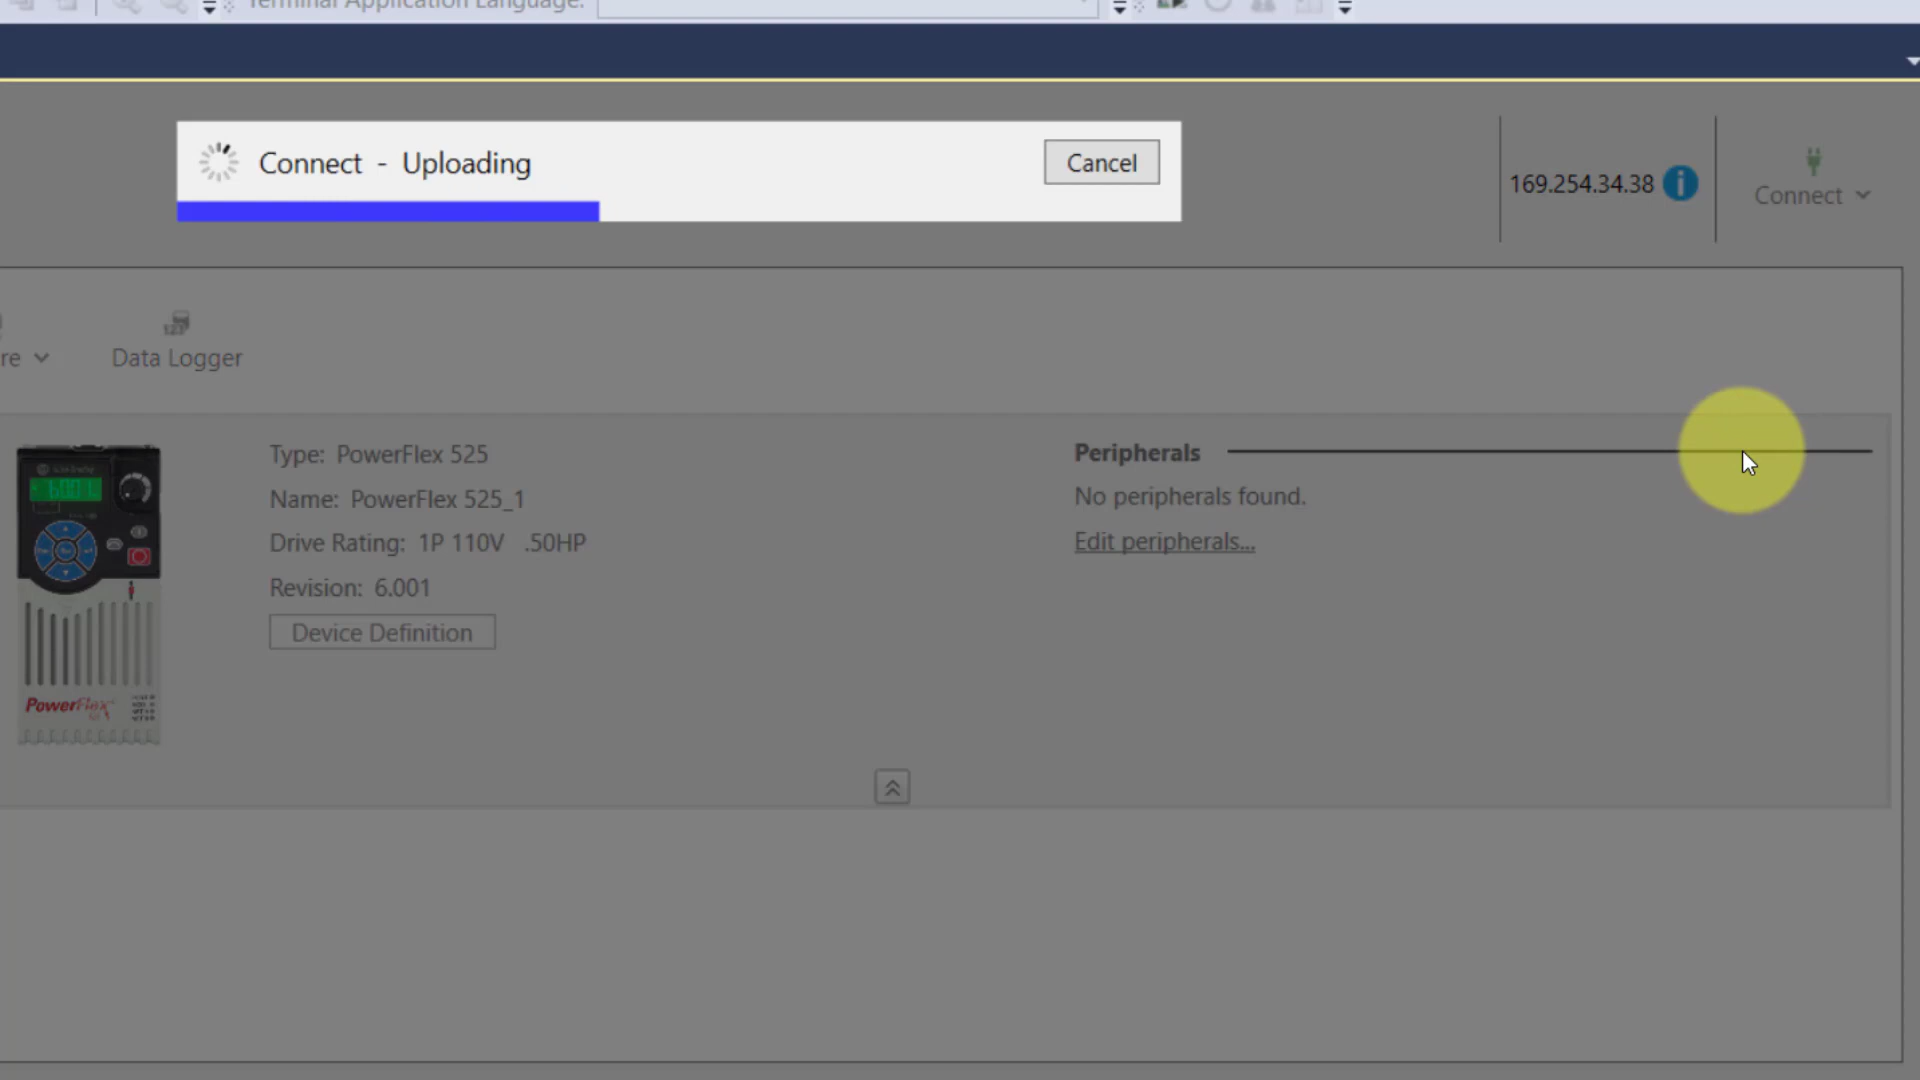 Terminal Application Language:
Connect - Uploading
Cancel
169.254.34.38
Connect
re
Data Logger
Type: PowerFlex 525
Name: PowerFlex 525_1
Drive Rating: 1P 110V .50HP
Revision: 6.001
Device Definition
Peripherals
No peripherals found.
Edit peripherals...
PowerFlex